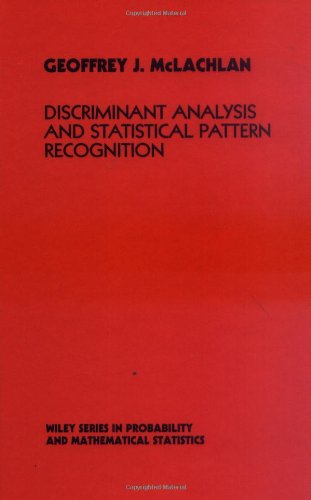 GEOFFREY J. McLACHLAN
DISCRIMINANT ANALYSIS
AND STATISTICAL PATTERN
RECOGNITION
WILEY SERIES IN PROBABILITY
AND MATHEMATICAL STATISTICS